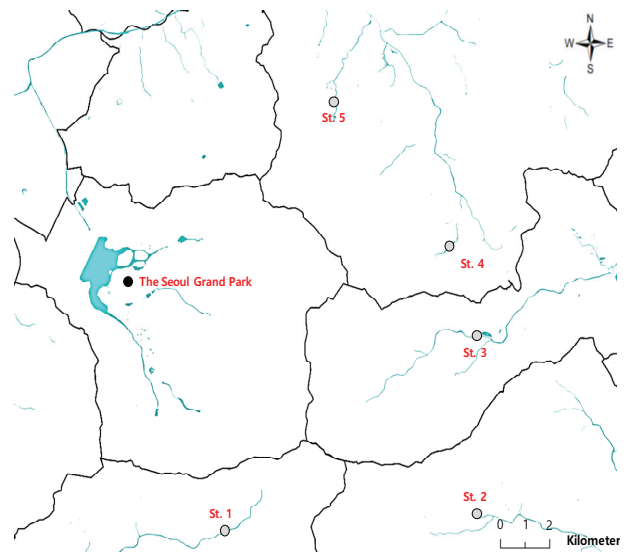 N
W E
S
St. 5
St. 4
The Seoul Grand Park
St. 3
St. 2
St. 1
0 1 2
Kilometer